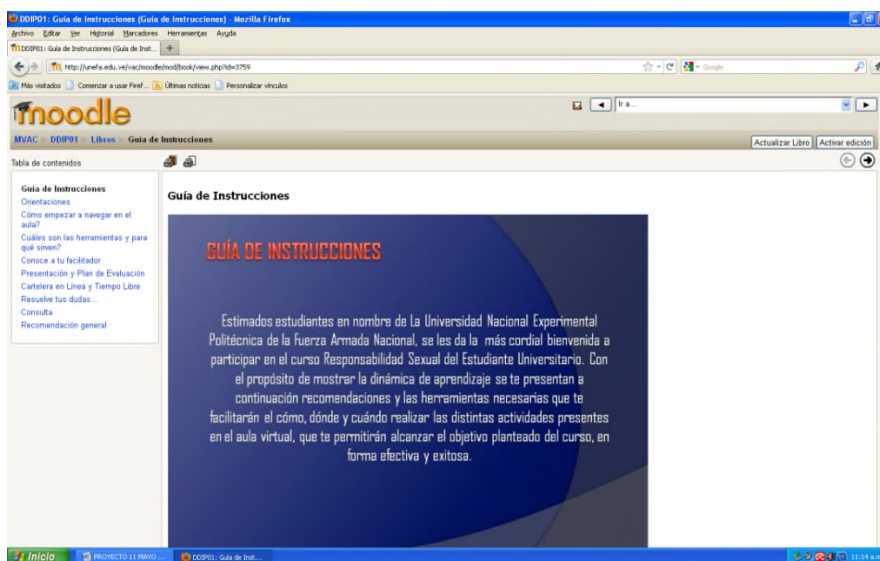 DDIP01: Guía de Instrucciones (Guía de Instrucciones) - Mozilla Firefox
Archivo Editar Ver Historial Marcadores Herramientas Ayuda
DDIP01: Guía de Instrucciones (Guía de Inst...
http://unefa.edu.ve/vac/moodle/mod/book/view.php?id=3759
Google
Más visitados Comenzar a usar Firef... Últimas noticias Personalizar vínculos
moodle
Ir a...
MVAC DDIP01 Libros Guía de Instrucciones
Actualizar Libro Activar edición
Tabla de contenidos
Guía de Instrucciones
Orientaciones
Cómo empezar a navegar en el
aula?
Cuáles son las herramientas y para
qué sirven?
Conoce a tu facilitador
Presentación y Plan de Evaluación
Cartelera en Línea y Tiempo Libre
Resuelve tus dudas...
Consulta
Recomendación general
Guía de Instrucciones
GUÍA DE INSTRUCCIONES
Estimados estudiantes en nombre de La Universidad Nacional Experimental
Politécnica de la Fuerza Armada Nacional, se les da la más cordial bienvenida a
participar en el curso Responsabilidad Sexual del Estudiante Universitario. Con
el propósito de mostrar la dinámica de aprendizaje se te presentan a
continuación recomendaciones y las herramientas necesarias que te
facilitarán el cómo, dónde y cuándo realizar las distintas actividades presentes
en el aula virtual, que te permitirán alcanzar el objetivo planteado del curso, en
forma efectiva y exitosa.
Inicio PROYECTO 11 MAYO ... DDIP01: Guía de Inst... 11:14 a.m.